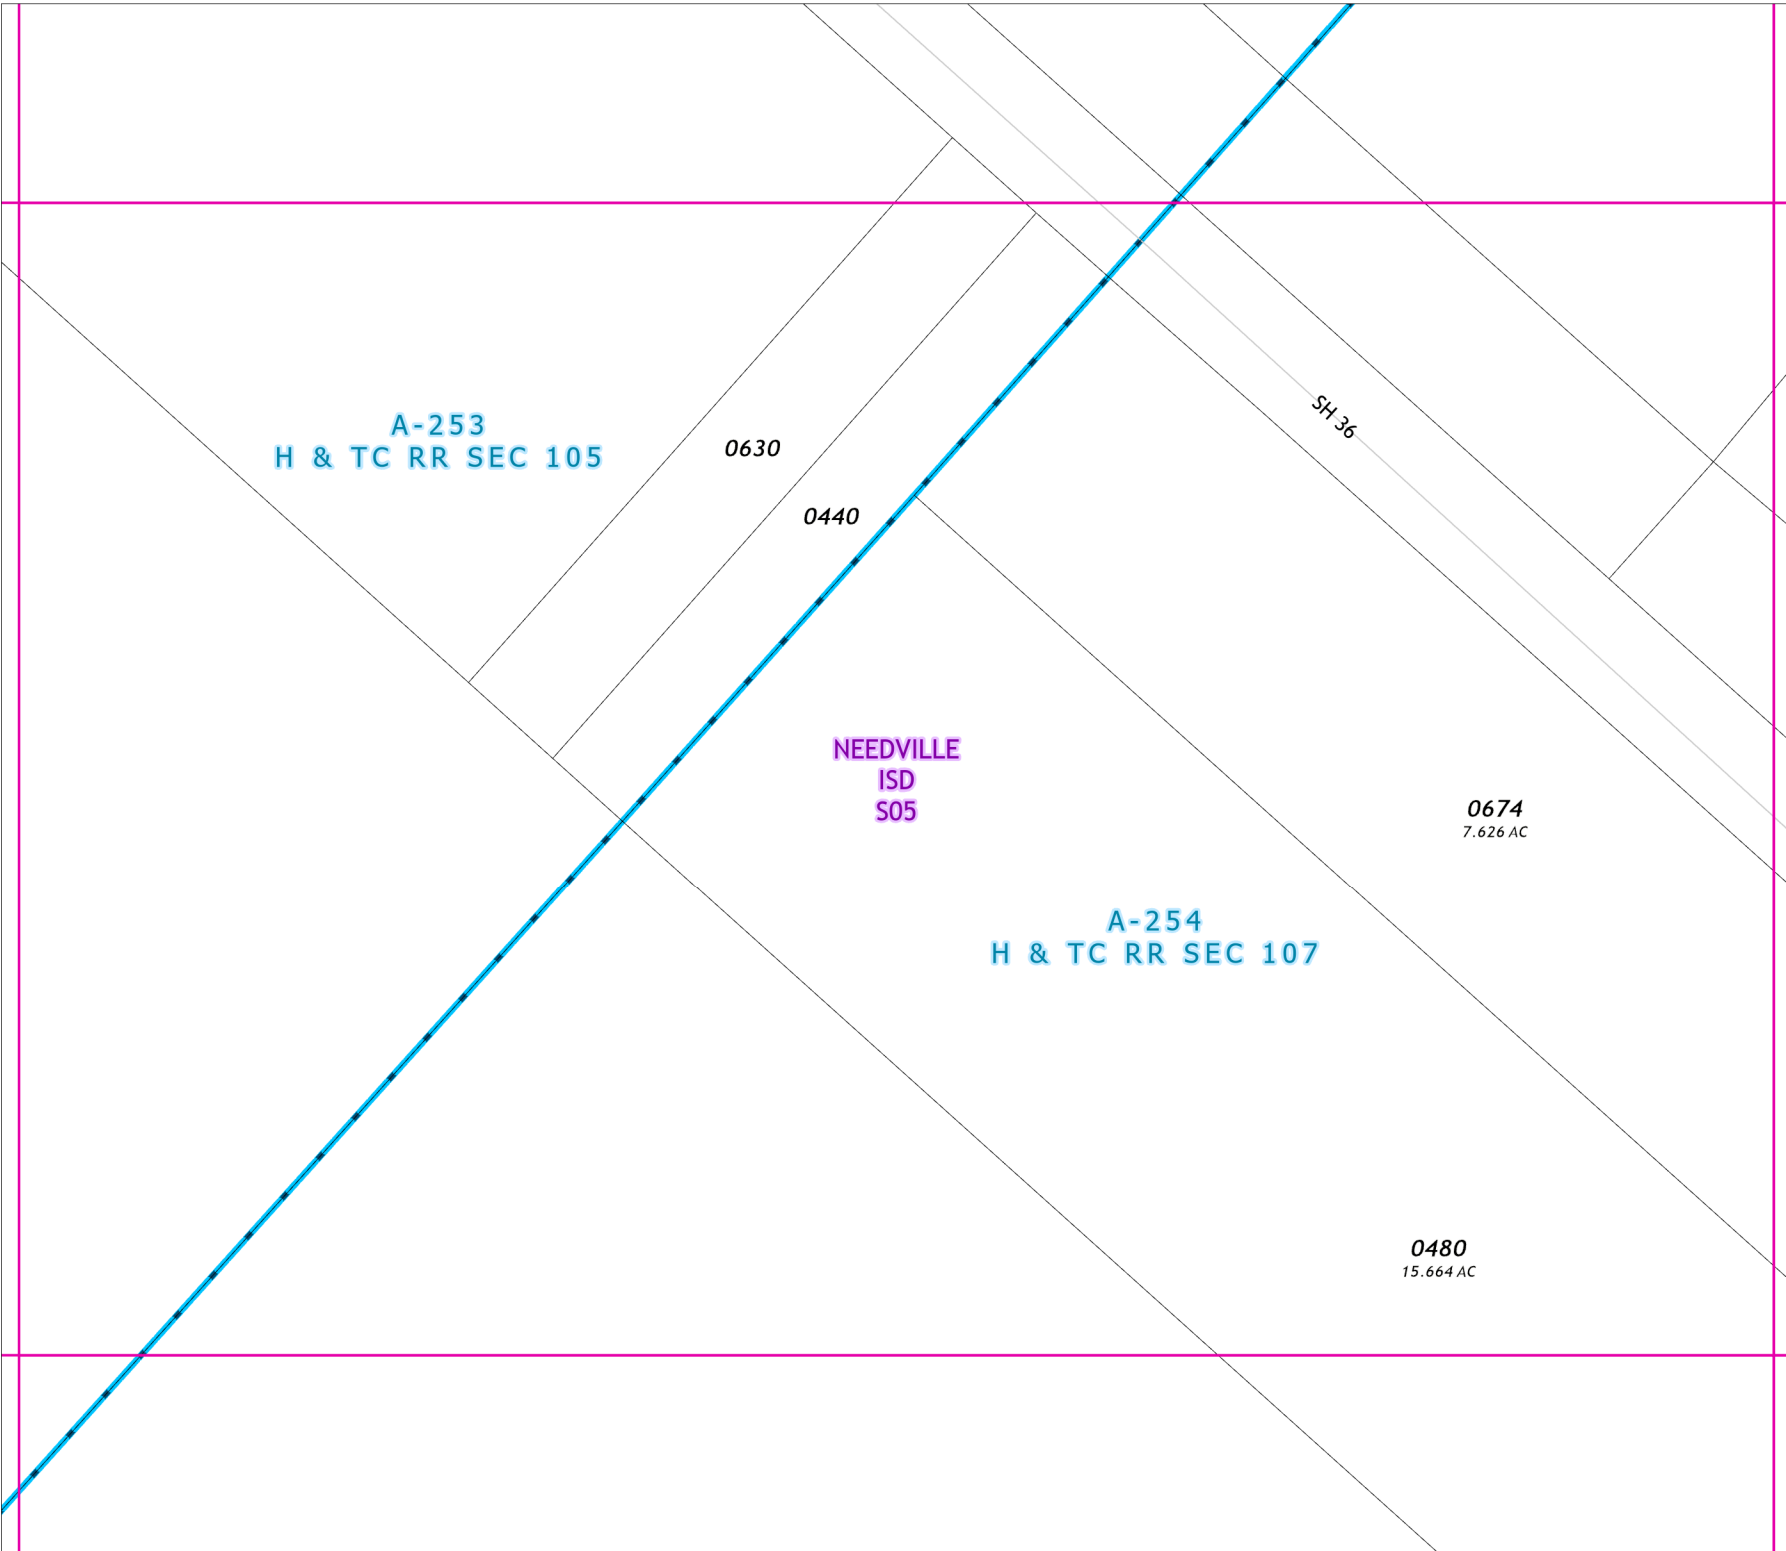 SH 36
A-253
H & TC RR SEC 105
0630
0440
NEEDVILLE
ISD
S05
0674
7.626 AC
A-254
H & TC RR SEC 107
0480
15.664 AC